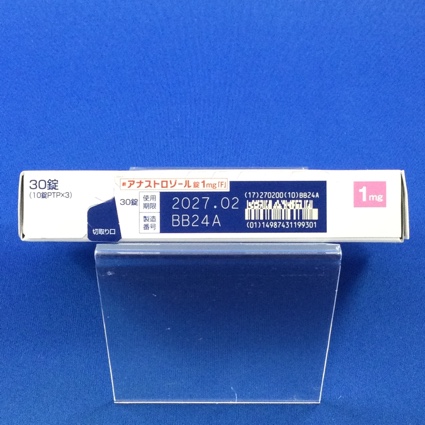 30錠
(10錠PTP×3)
切取り口
アナストロゾール錠1mg「F」
30錠
使用
期限
2027.02
製造
番号
BB24A
(17)270200(10)BB24A
(01)14987431199301
1mg